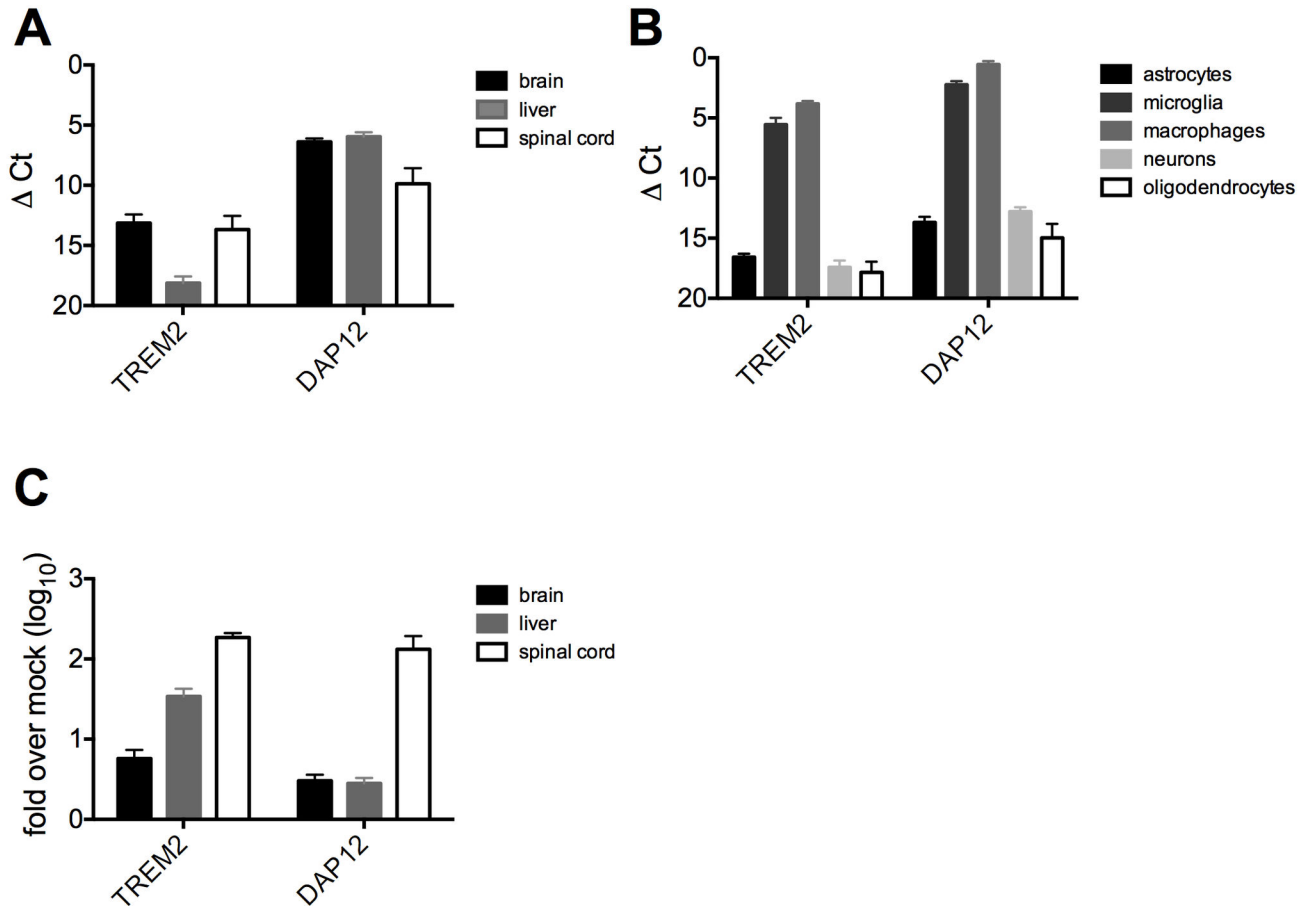 A
0
5
10
15
20
Δ Ct
TREM2
DAP12
brain
liver
spinal cord
B
0
5
10
15
20
Δ Ct
TREM2
DAP12
astrocytes
microglia
macrophages
neurons
oligodendrocytes
C
3
2
1
0
fold over mock (log₁₀)
TREM2
DAP12
brain
liver
spinal cord